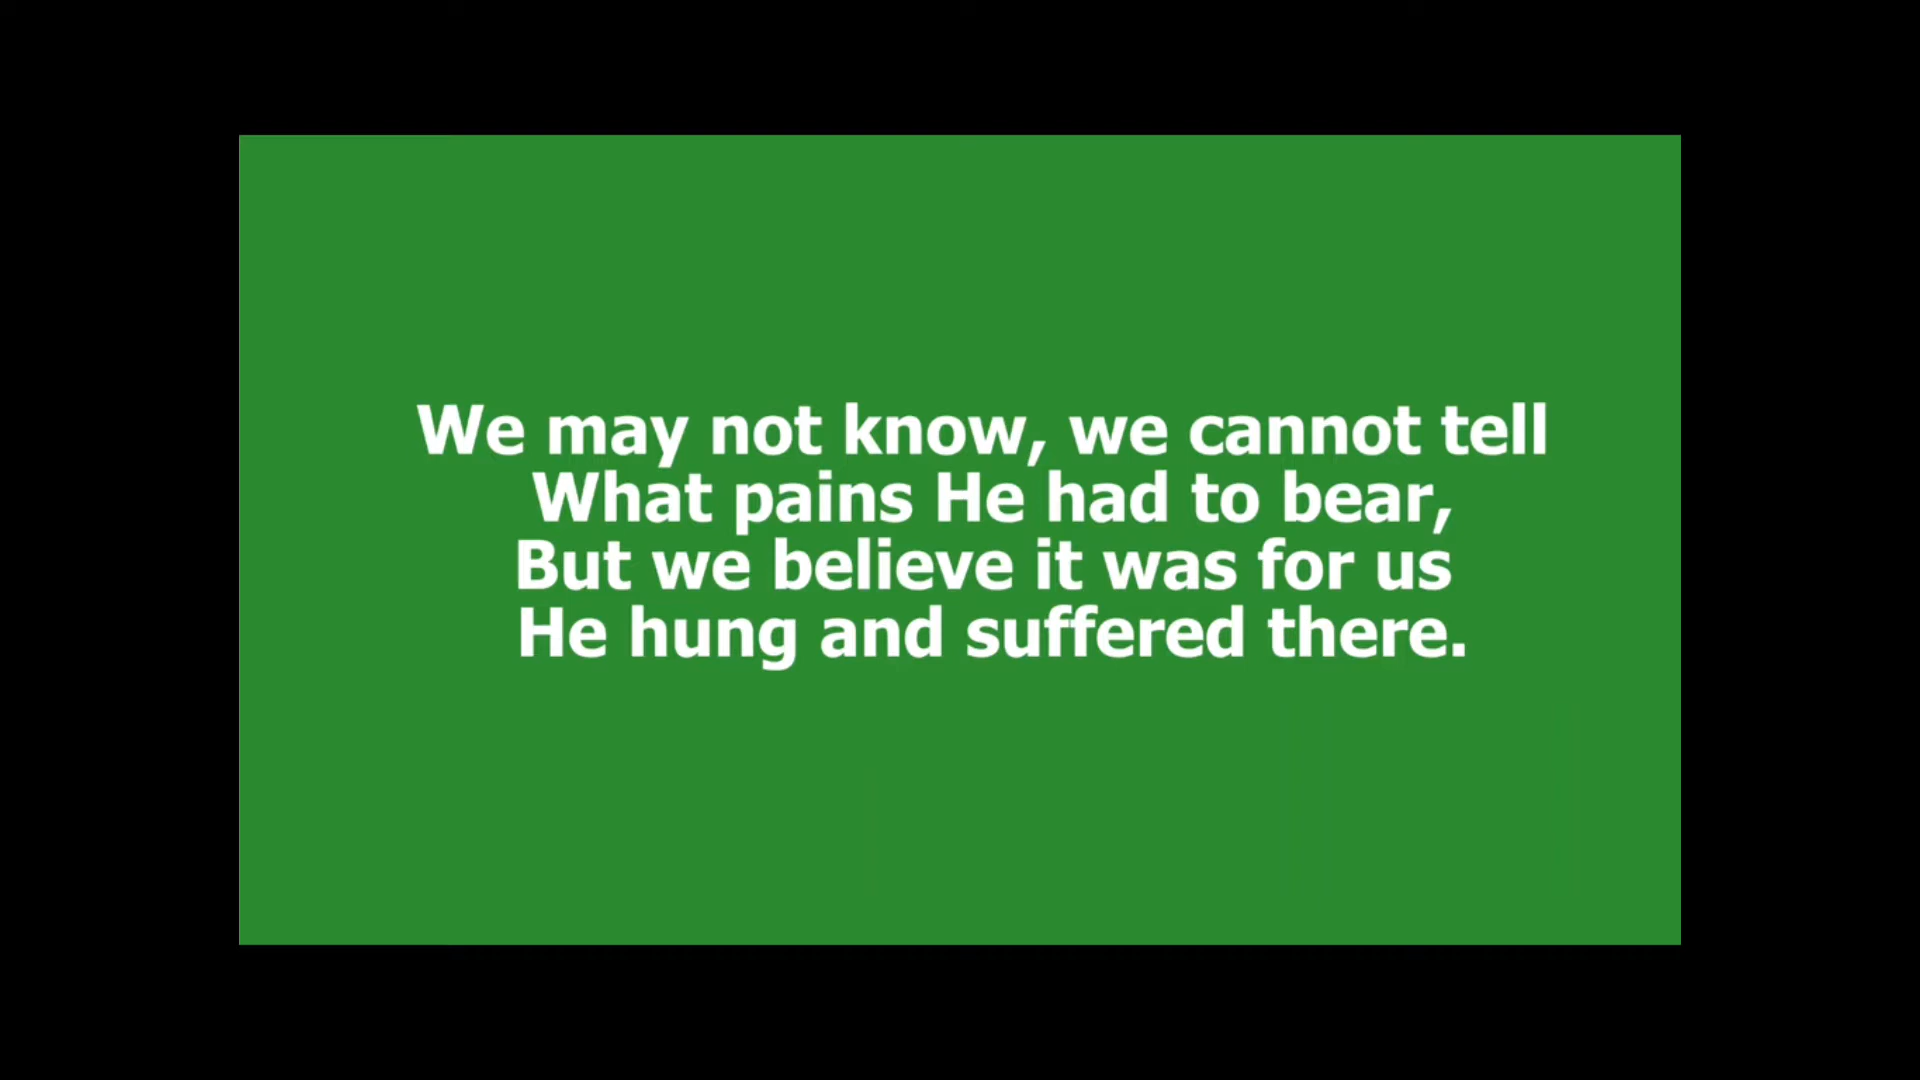 We may not know, we cannot tell
What pains He had to bear,
But we believe it was for us
He hung and suffered there.